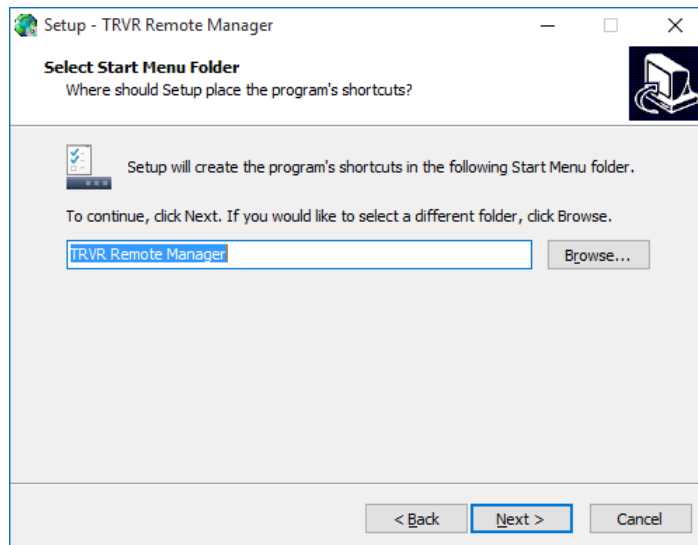 Setup - TRVR Remote Manager
Select Start Menu Folder
Where should Setup place the program's shortcuts?
Setup will create the program's shortcuts in the following Start Menu folder.
To continue, click Next. If you would like to select a different folder, click Browse.
TRVR Remote Manager
Browse...
< Back
Next >
Cancel